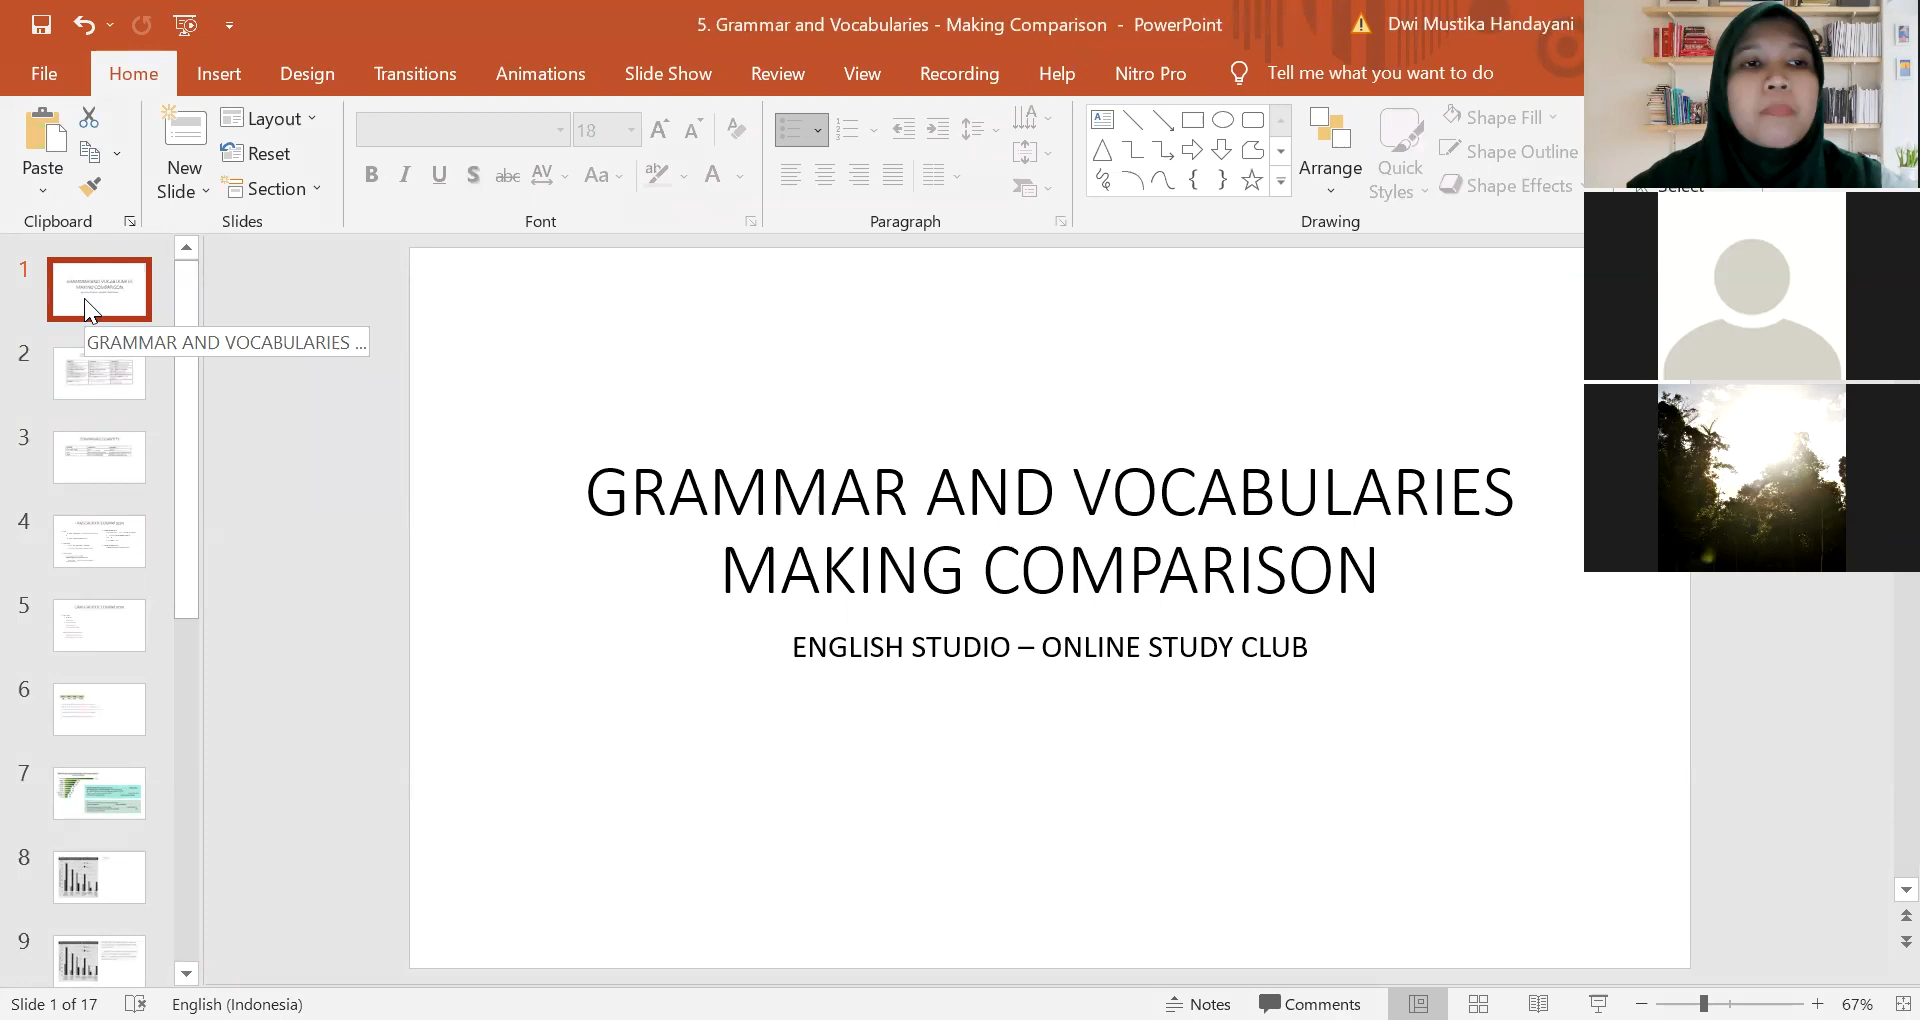 5. Grammar and Vocabularies - Making Comparison - PowerPoint
Dwi Mustika Handayani
File Home Insert Design Transitions Animations Slide Show Review View Recording Help Nitro Pro Tell me what you want to do
Paste
Clipboard
New
Slide
Layout
Reset
Section
Slides
18
B I U S abc AV Aa A
Font
Paragraph
Arrange
Quick
Styles
Shape Fill
Shape Outline
Shape Effects
Drawing
Select
1
GRAMMAR AND VOCABULARIES ...
2
3
4
5
6
7
8
9
GRAMMAR AND VOCABULARIES
MAKING COMPARISON
ENGLISH STUDIO – ONLINE STUDY CLUB
Slide 1 of 17 English (Indonesia) Notes Comments 67%